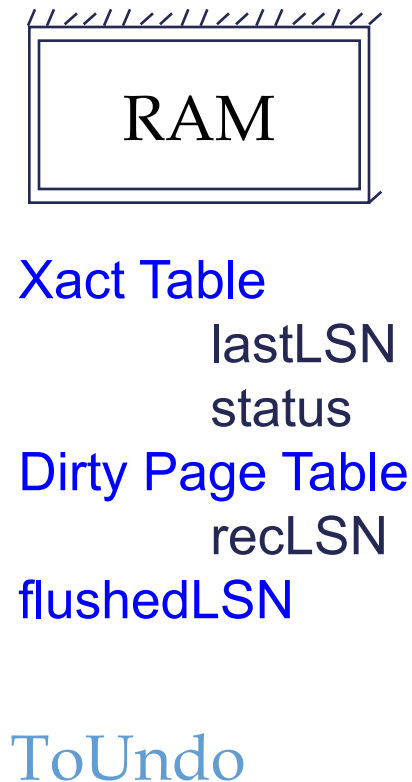 RAM
Xact Table
lastLSN
status
Dirty Page Table
recLSN
flushedLSN
ToUndo